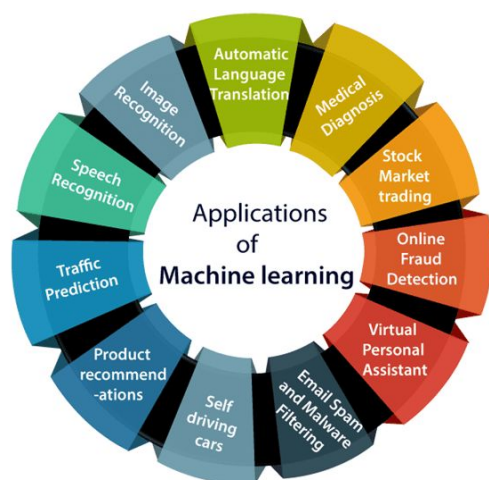 Applications
of
Machine learning
Automatic
Language
Translation
Medical
Diagnosis
Stock
Market
trading
Online
Fraud
Detection
Virtual
Personal
Assistant
Email Spam
and Malware
Filtering
Self
driving
cars
Product
recommend
-ations
Traffic
Prediction
Speech
Recognition
Image
Recognition